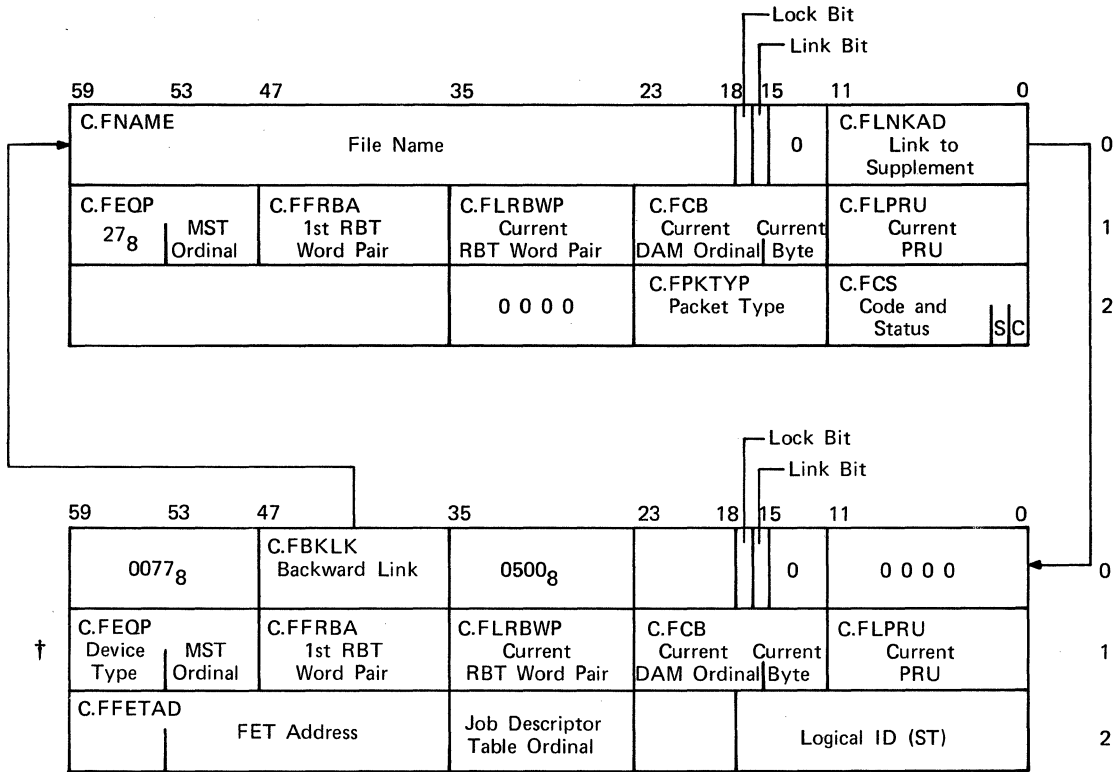 Lock Bit
Link Bit
59 53 47 35 23 18 15 11 0
C.FNAME
File Name
0
C.FLNKAD
Link to
Supplement
0
C.FEQP
27₈
MST
Ordinal
C.FFRBA
1st RBT
Word Pair
C.FLRBWP
Current
RBT Word Pair
C.FCB
Current
DAM Ordinal
Current
Byte
C.FLPRU
Current
PRU
1
0 0 0 0
C.FPKTYP
Packet Type
C.FCS
Code and
Status
S C
2
Lock Bit
Link Bit
59 53 47 35 23 18 15 11 0
0077₈
C.FBKLK
Backward Link
0500₈
0
0 0 0 0
0
†
C.FEQP
Device
Type
MST
Ordinal
C.FFRBA
1st RBT
Word Pair
C.FLRBWP
Current
RBT Word Pair
C.FCB
Current
DAM Ordinal
Current
Byte
C.FLPRU
Current
PRU
1
C.FFETAD
FET Address
Job Descriptor
Table Ordinal
Logical ID (ST)
2